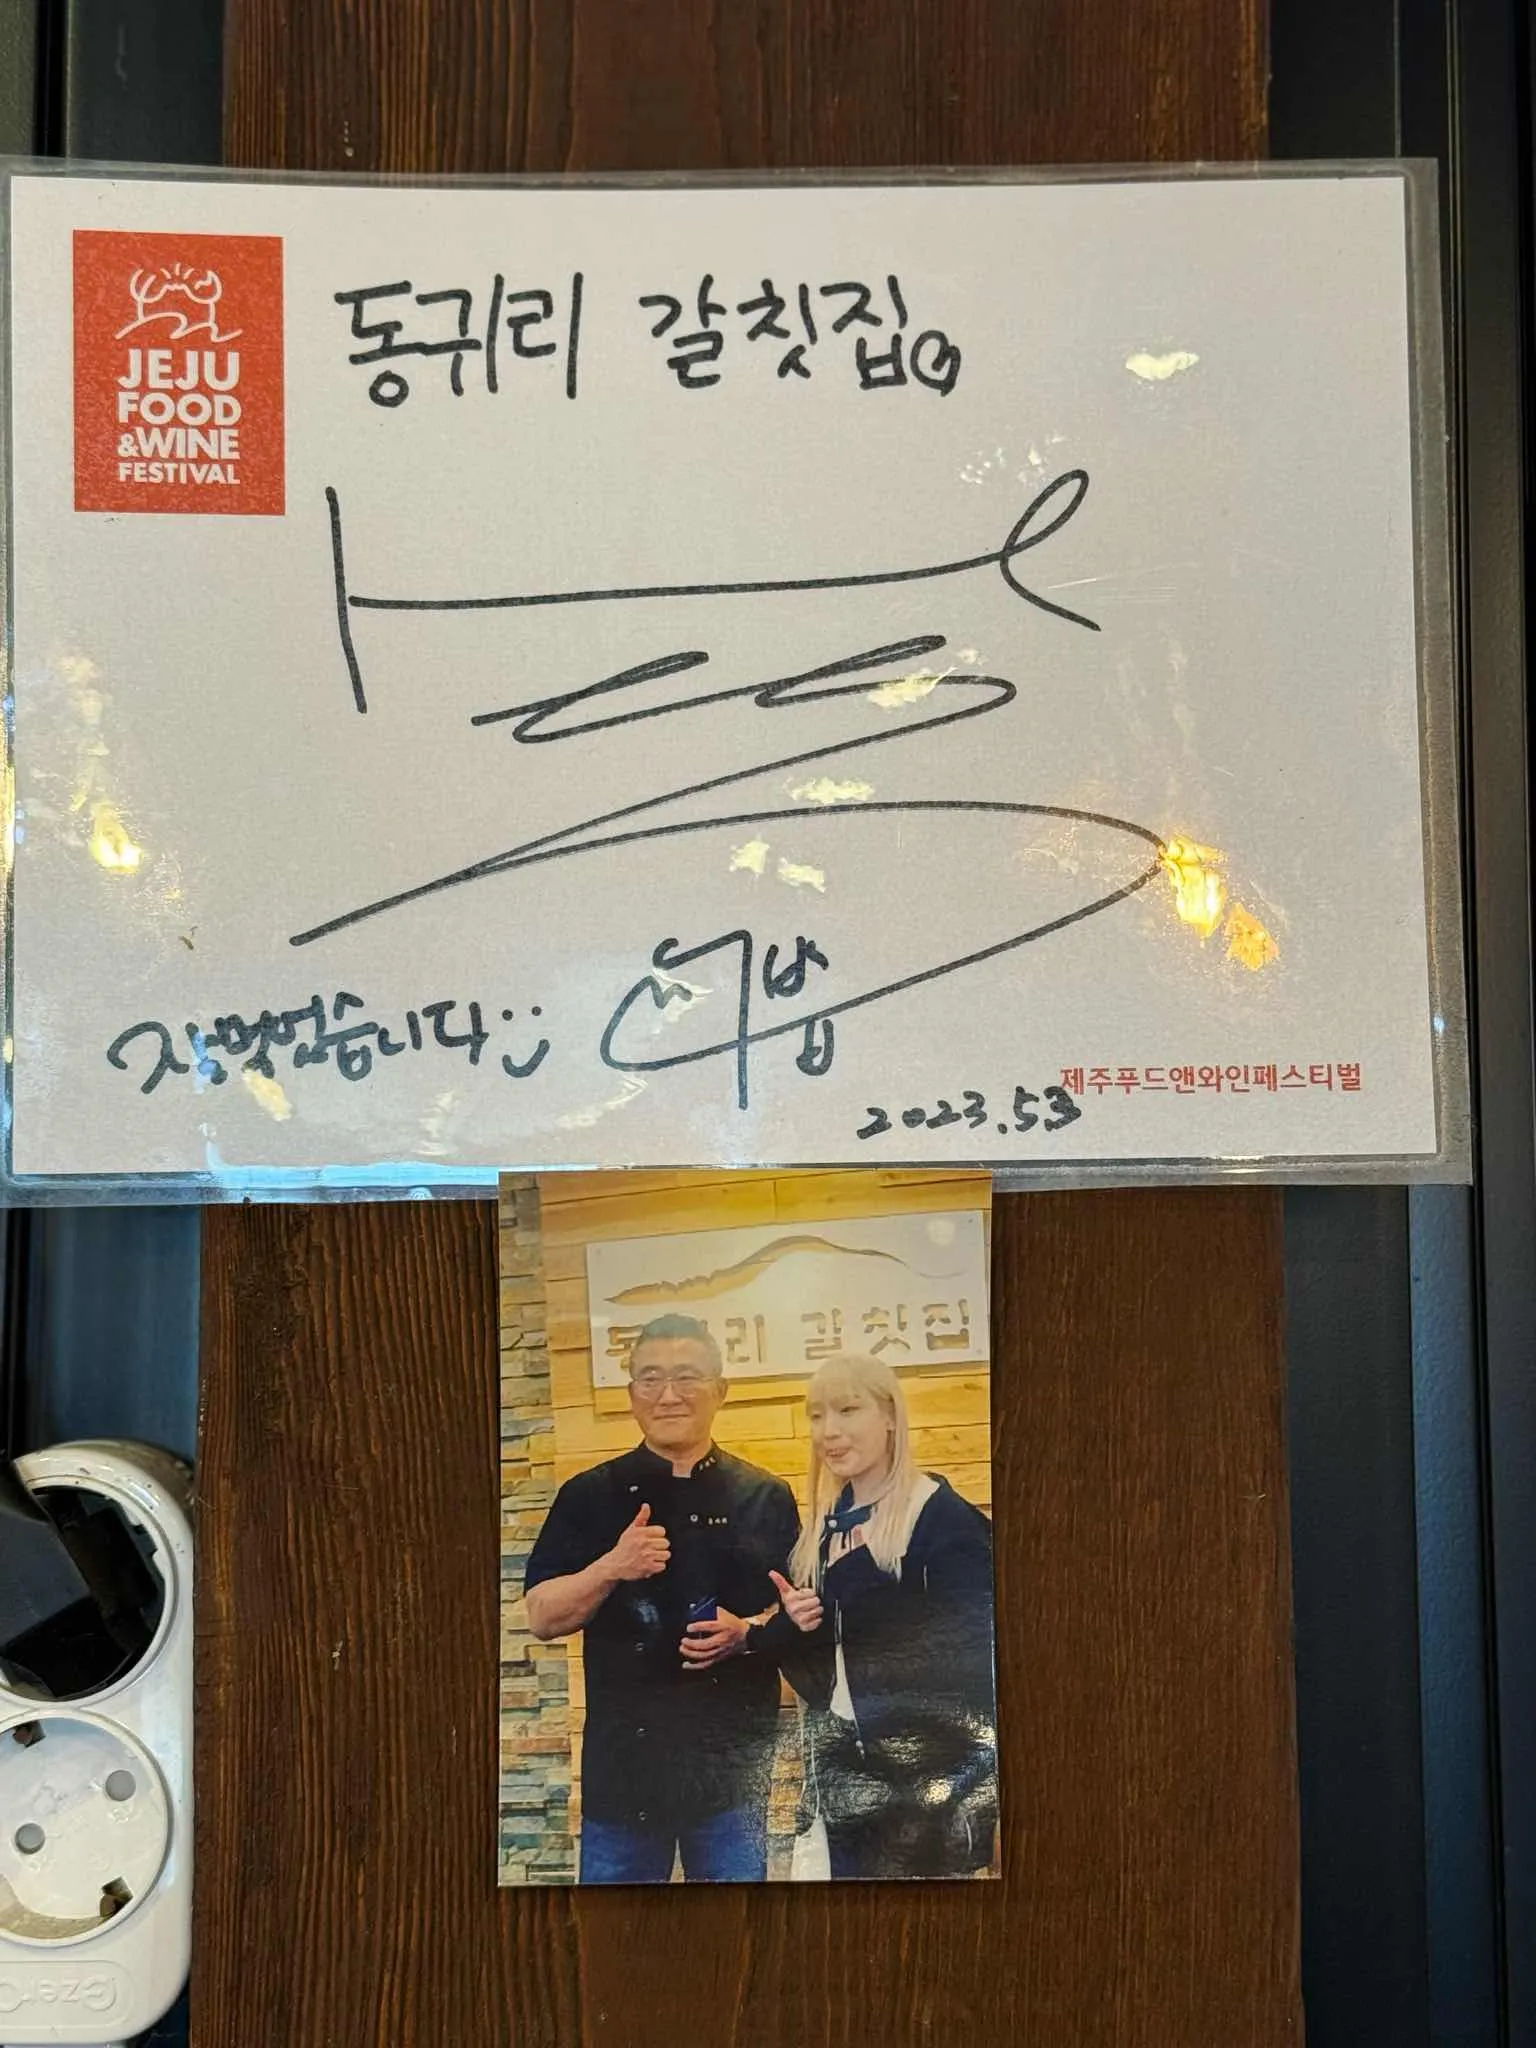 JEJU
FOOD
&WINE
FESTIVAL
동귀리 갈칫집
잘먹었습니다
2023.5.3
제주푸드앤와인페스티벌
리 갈칫집